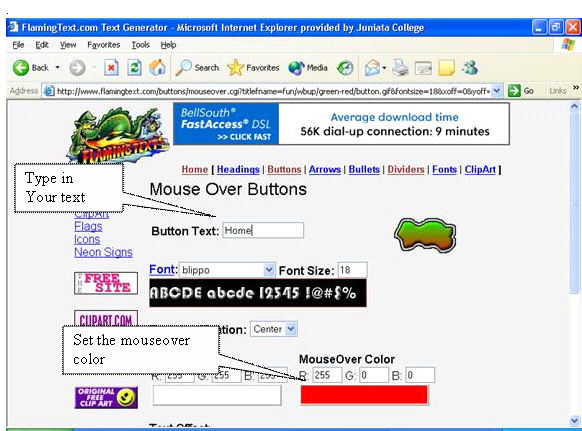 FlamingText.com Text Generator - Microsoft Internet Explorer provided by Juniata College
File Edit View Favorites Tools Help
Back Search Favorites Media
Address http://www.flamingtext.com/buttons/mouseover.cgi?titlefname=fun/wbup/green-red/button.gif&fontsize=18&xoff=0&yoff= Go Links »
FLAMINGTEXT
BellSouth®
FastAccess® DSL
>> CLICK FAST
Average download time
56K dial-up connection: 9 minutes
Home [ Headings | Buttons | Arrows | Bullets | Dividers | Fonts | ClipArt ]
Type in
Your text
Mouse Over Buttons
ClipArt
Flags
Icons
Neon Signs
Button Text: Home
THE FREE SITE
Font: blippo Font Size: 18
ABCDE abcde 12345 !@#$%
CLIPART.COM
Center
Set the mouseover
color
MouseOver Color
R: 255 G: 255 B: 255 R: 255 G: 0 B: 0
ORIGINAL
FREE
CLIP ART
Text Offset